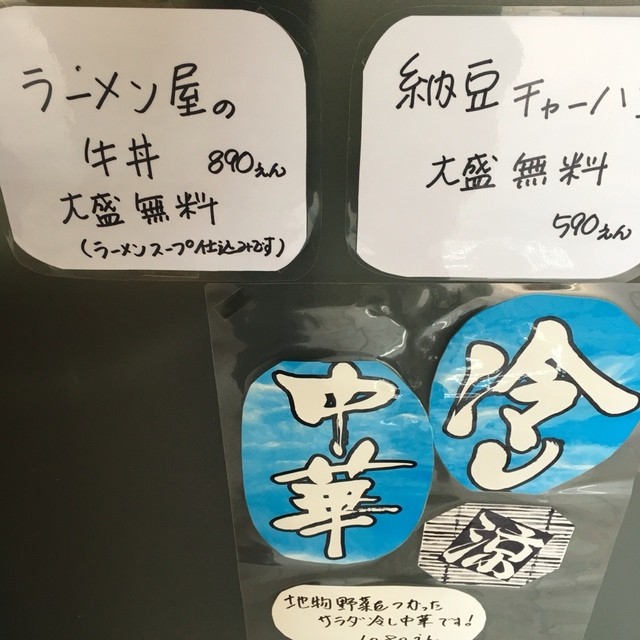 ラーメン屋の
牛丼 890えん
大盛無料
(ラーメンスープ仕込みです)
納豆チャーハン
大盛無料
590えん
冷し
中華
涼
地物野菜をつかった
サラダ冷し中華です!